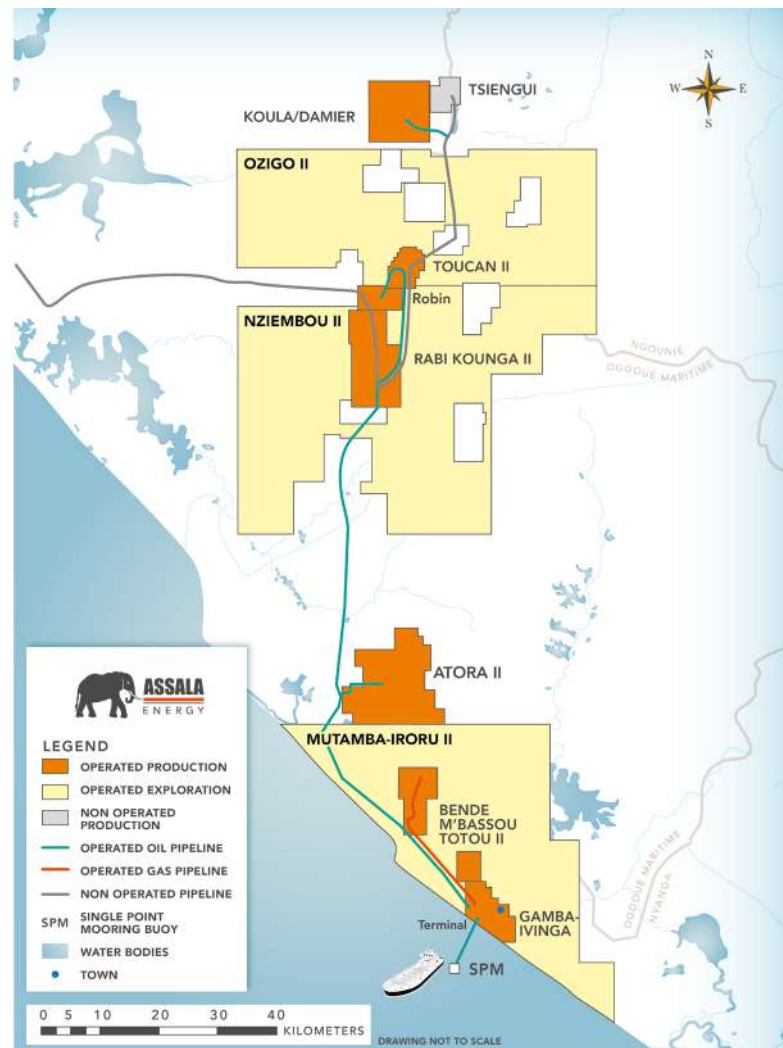 N
W E
S
TSIENGUI
KOULA/DAMIER
OZIGO II
TOUCAN II
Robin
NZIEMBOU II
RABI KOUNGA II
NGOUNIE
OGOOUE MARITIME
ATORA II
MUTAMBA-IRORU II
BENDE
M'BASSOU
TOTOU II
OGOOUE MARITIME
NYANGA
GAMBA-
IVINGA
Terminal
SPM
ASSALA
ENERGY
LEGEND
OPERATED PRODUCTION
OPERATED EXPLORATION
NON OPERATED
PRODUCTION
OPERATED OIL PIPELINE
OPERATED GAS PIPELINE
NON OPERATED PIPELINE
SPM SINGLE POINT
MOORING BUOY
WATER BODIES
TOWN
0 5 10 20 30 40
KILOMETERS
DRAWING NOT TO SCALE